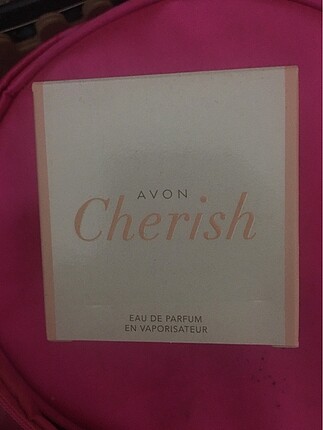 AVON
Cherish
EAU DE PARFUM
EN VAPORISATEUR